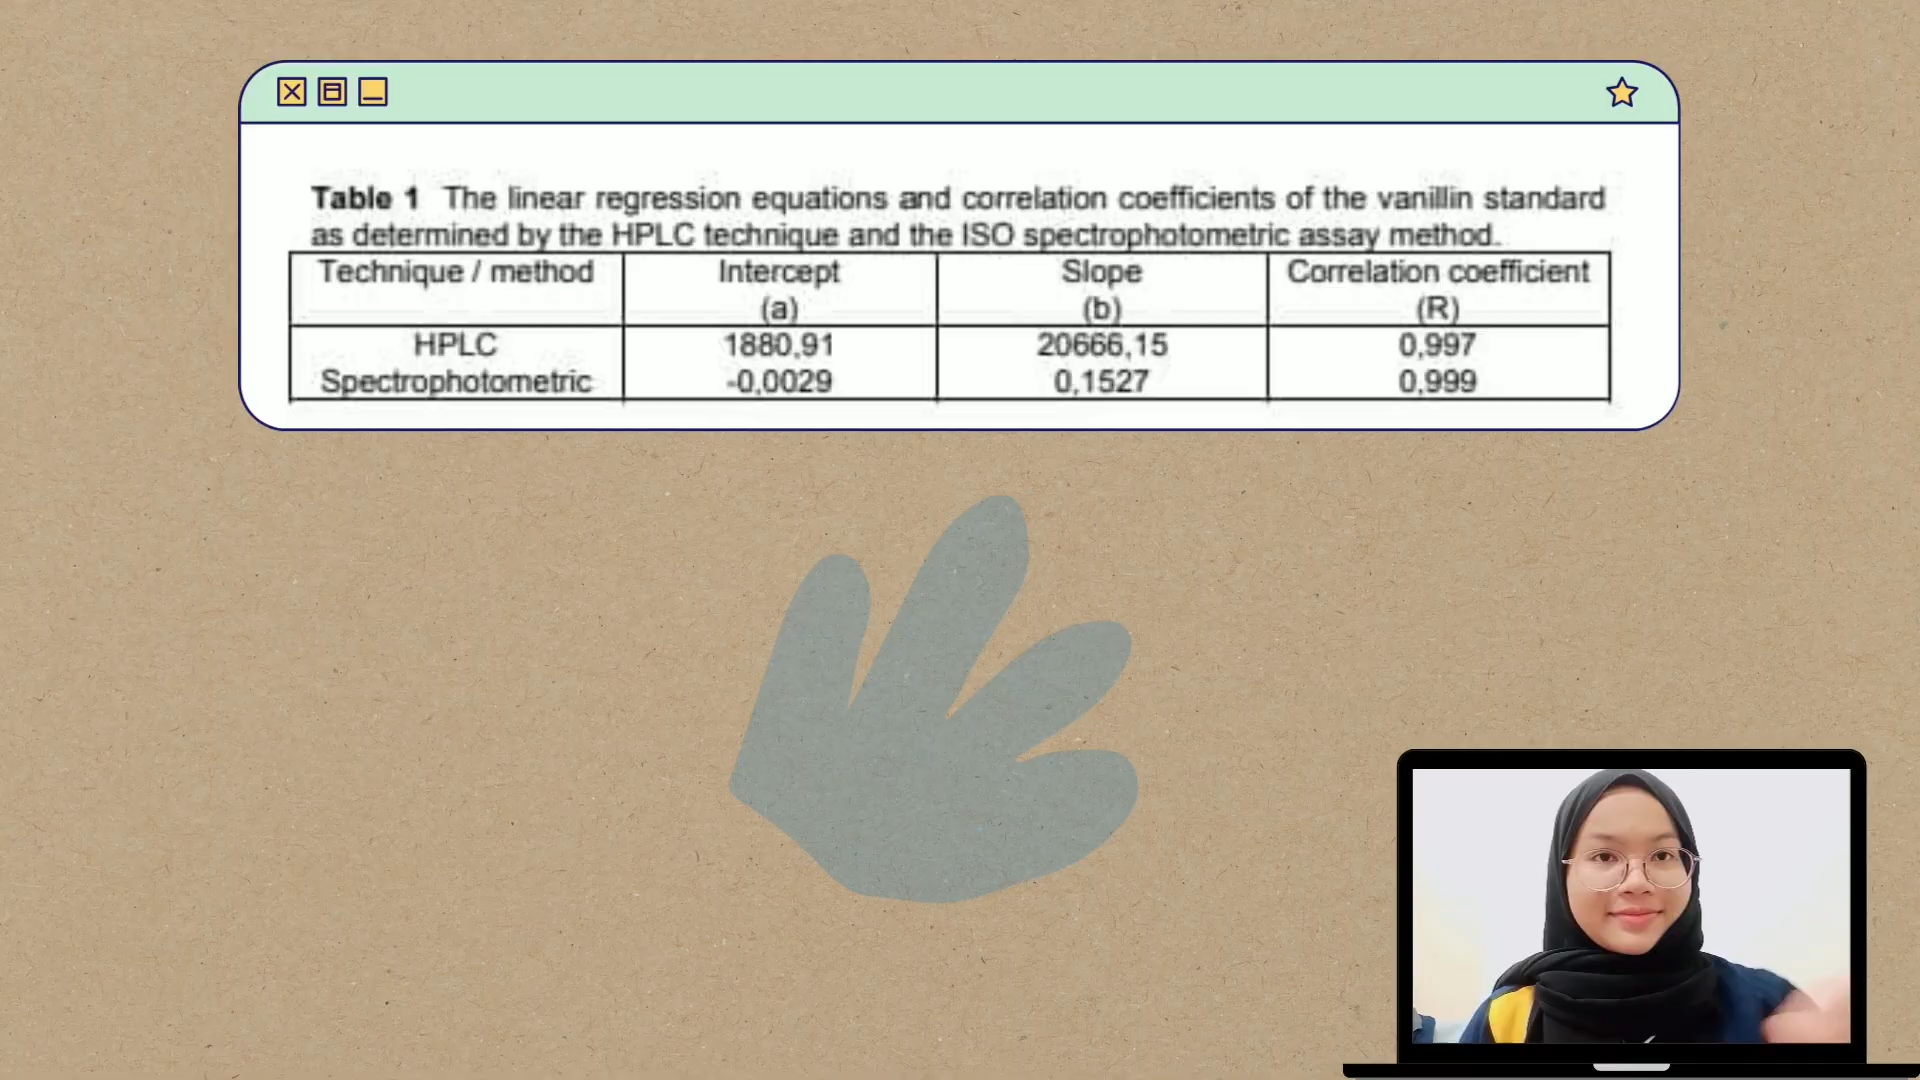 Table 1 The linear regression equations and correlation coefficients of the vanillin standard
as determined by the HPLC technique and the ISO spectrophotometric assay method.
Technique / method Intercept (a) Slope (b) Correlation coefficient (R)
HPLC 1880,91 20666,15 0,997
Spectrophotometric -0,0029 0,1527 0,999